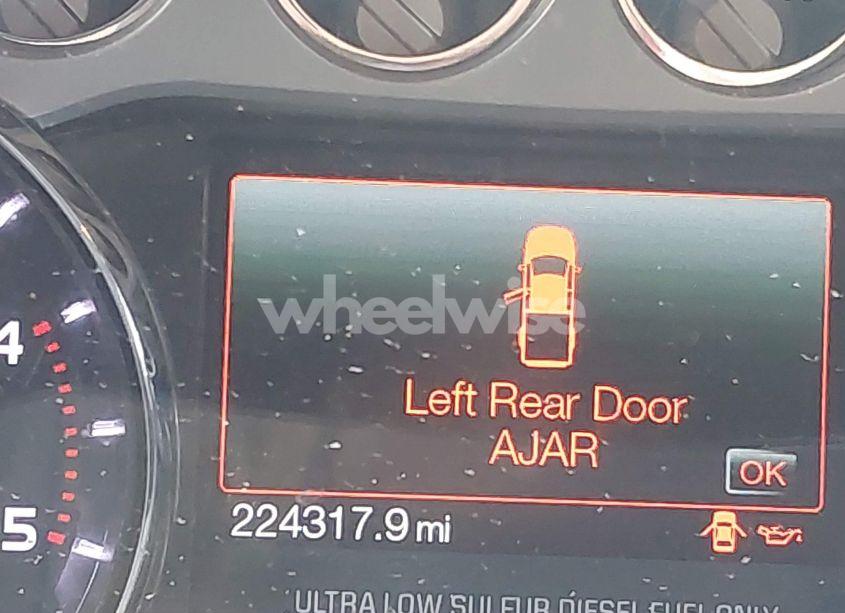 wheelwise
4
Left Rear Door
AJAR
OK
5
224317.9 mi
ULTRA LOW SULFUR DIESEL FUEL ONLY